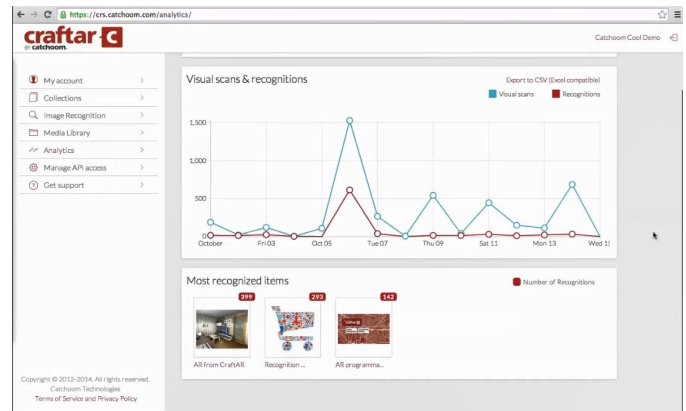 https://crs.catchoom.com/analytics/
craftar C
by catchoom.
Catchoom Cool Demo
My account
Collections
Image Recognition
Media Library
Analytics
Manage API access
Get support
Visual scans & recognitions
Export to CSV (Excel compatible)
Visual scans
Recognitions
1,500
1,000
500
0
October
Fri 03
Oct 05
Tue 07
Thu 09
Sat 11
Mon 13
Wed 15
Most recognized items
Number of Recognitions
399
293
142
craftar
AR from CraftAR
Recognition ...
AR programma...
Copyright © 2012-2014. All rights reserved.
Catchoom Technologies
Terms of Service and Privacy Policy